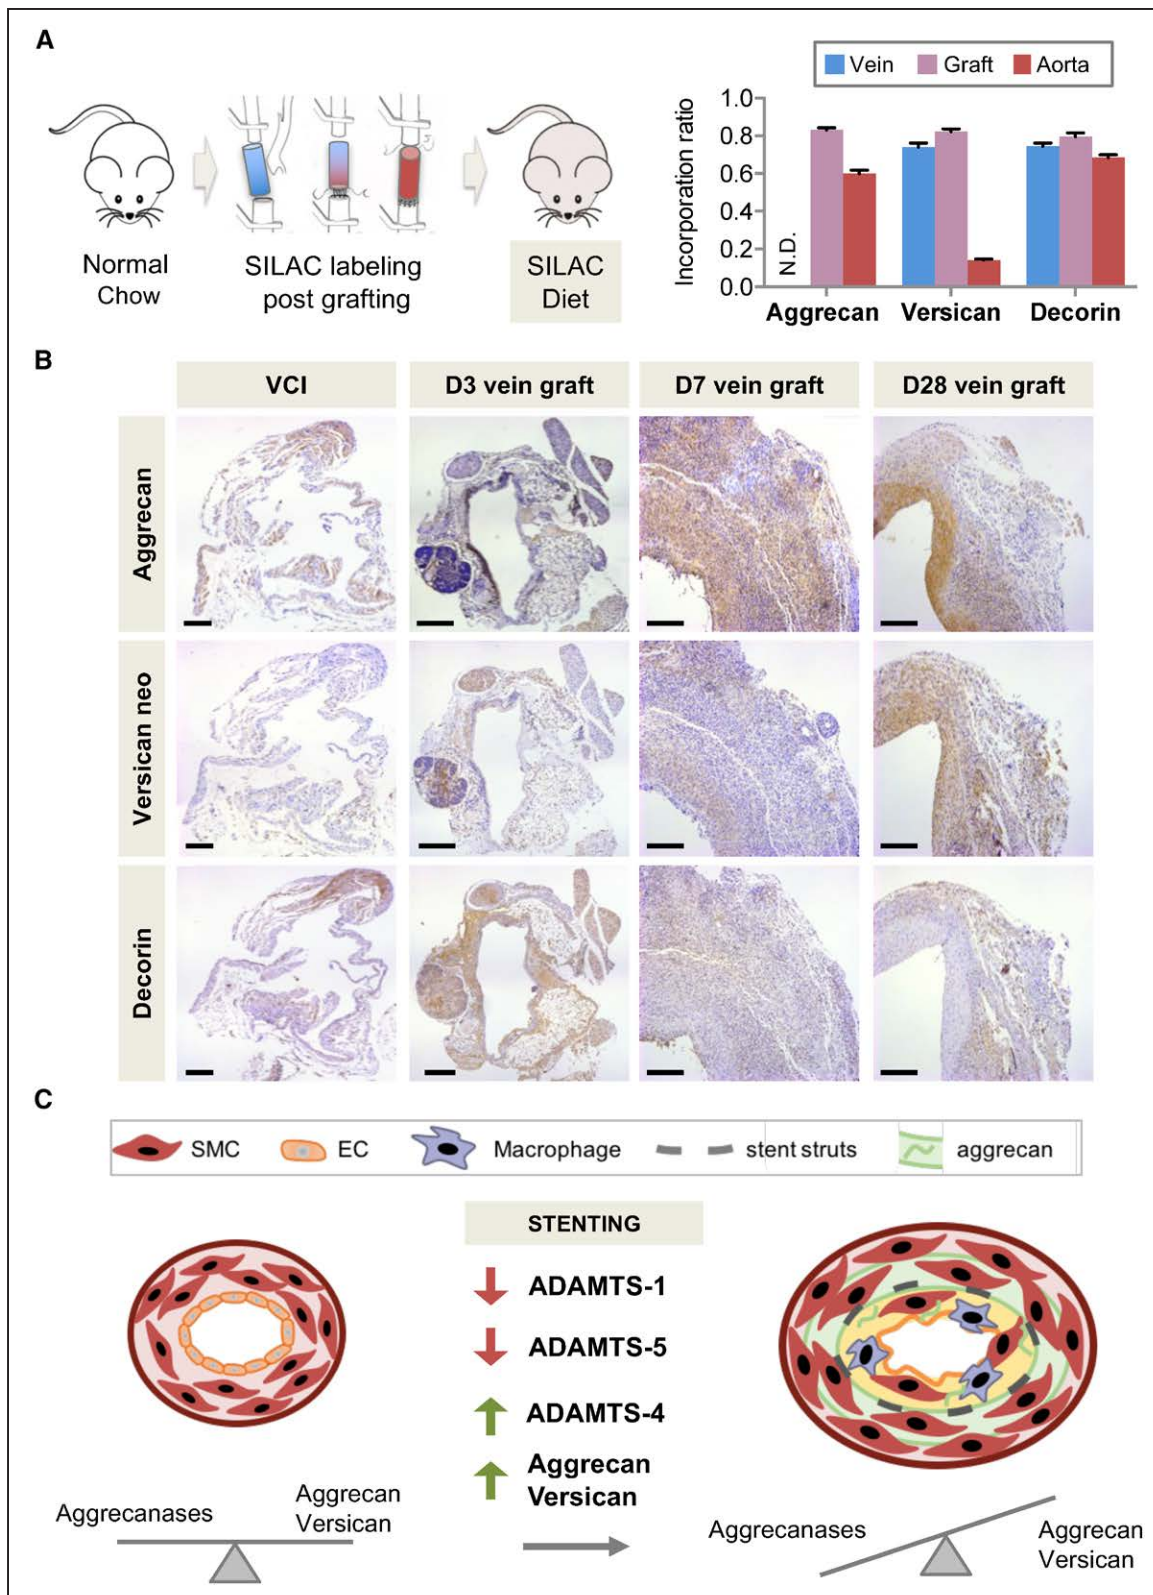 A
Vein Graft Aorta
Incorporation ratio
1.0
0.8
0.6
0.4
0.2
0.0
N.D.
Aggrecan Versican Decorin
Normal
Chow
SILAC labeling
post grafting
SILAC
Diet
B
VCI D3 vein graft D7 vein graft D28 vein graft
Aggrecan
Versican neo
Decorin
C
SMC EC Macrophage stent struts aggrecan
STENTING
ADAMTS-1
ADAMTS-5
ADAMTS-4
Aggrecan
Versican
Aggrecanases
Aggrecan
Versican
Aggrecanases
Aggrecan
Versican